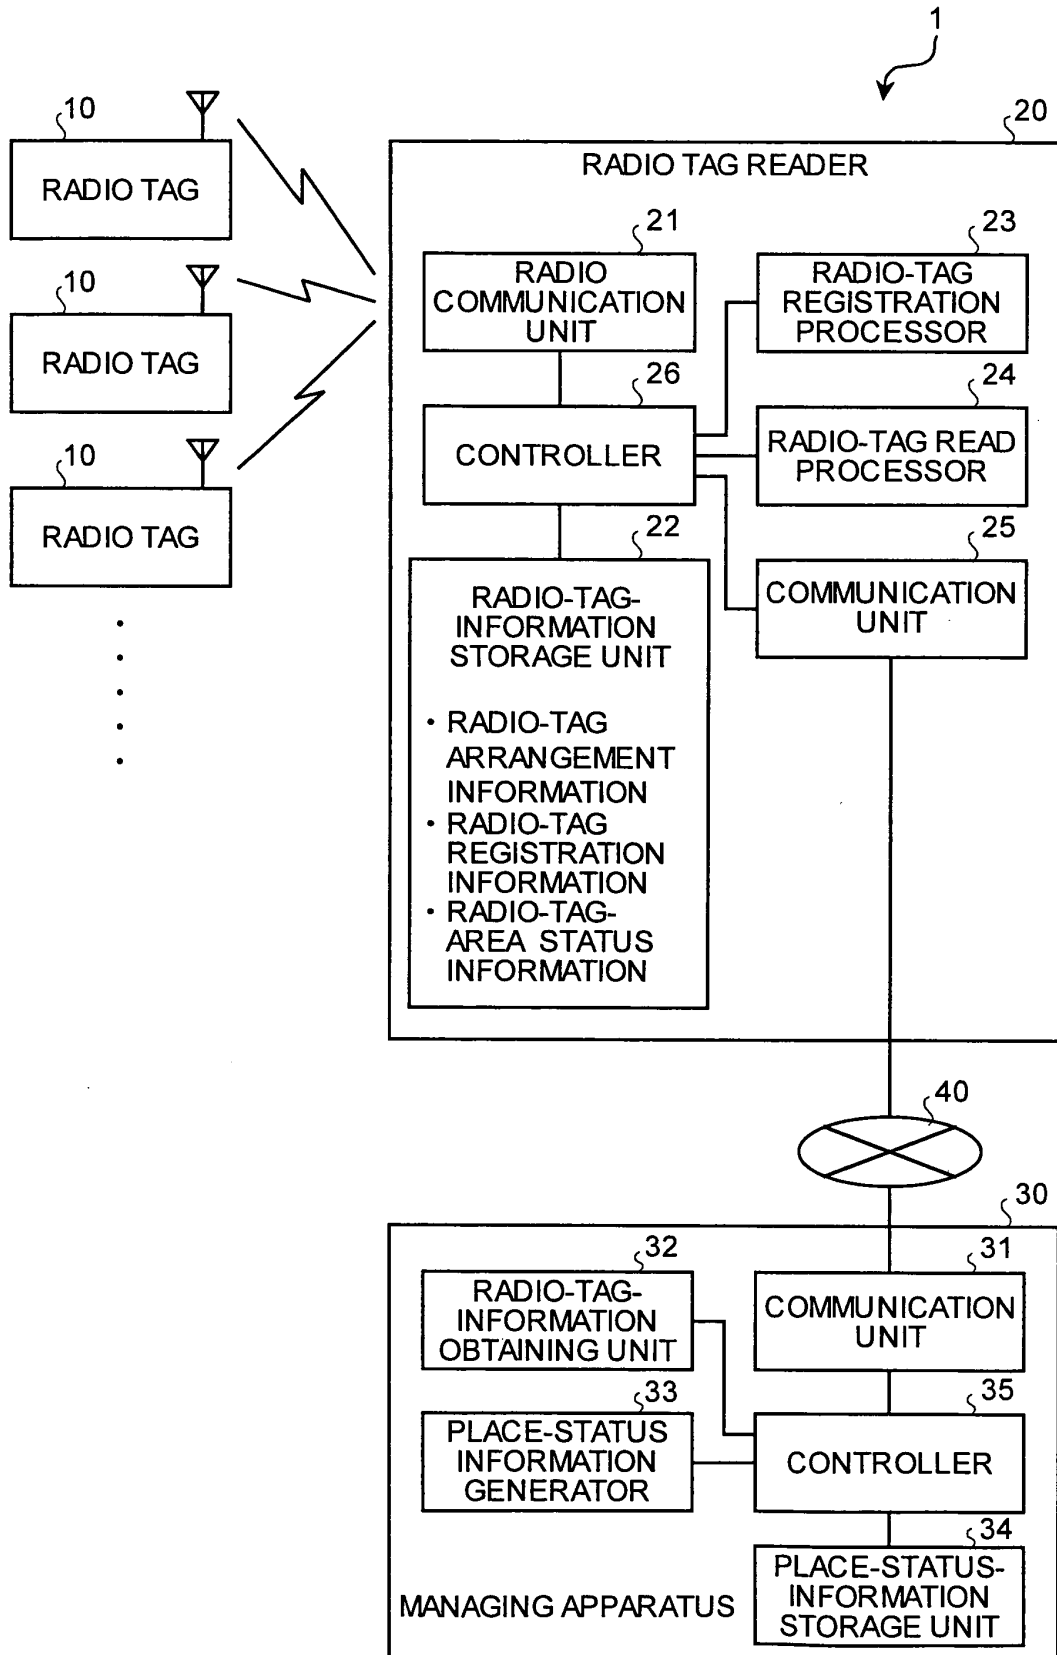 1
10
RADIO TAG
10
RADIO TAG
10
RADIO TAG
20
RADIO TAG READER
21
RADIO
COMMUNICATION
UNIT
23
RADIO-TAG
REGISTRATION
PROCESSOR
26
CONTROLLER
24
RADIO-TAG READ
PROCESSOR
22
RADIO-TAG-
INFORMATION
STORAGE UNIT
• RADIO-TAG
ARRANGEMENT
INFORMATION
• RADIO-TAG
REGISTRATION
INFORMATION
• RADIO-TAG-
AREA STATUS
INFORMATION
25
COMMUNICATION
UNIT
40
30
32
RADIO-TAG-
INFORMATION
OBTAINING UNIT
31
COMMUNICATION
UNIT
33
PLACE-STATUS
INFORMATION
GENERATOR
35
CONTROLLER
34
PLACE-STATUS-
INFORMATION
STORAGE UNIT
MANAGING APPARATUS